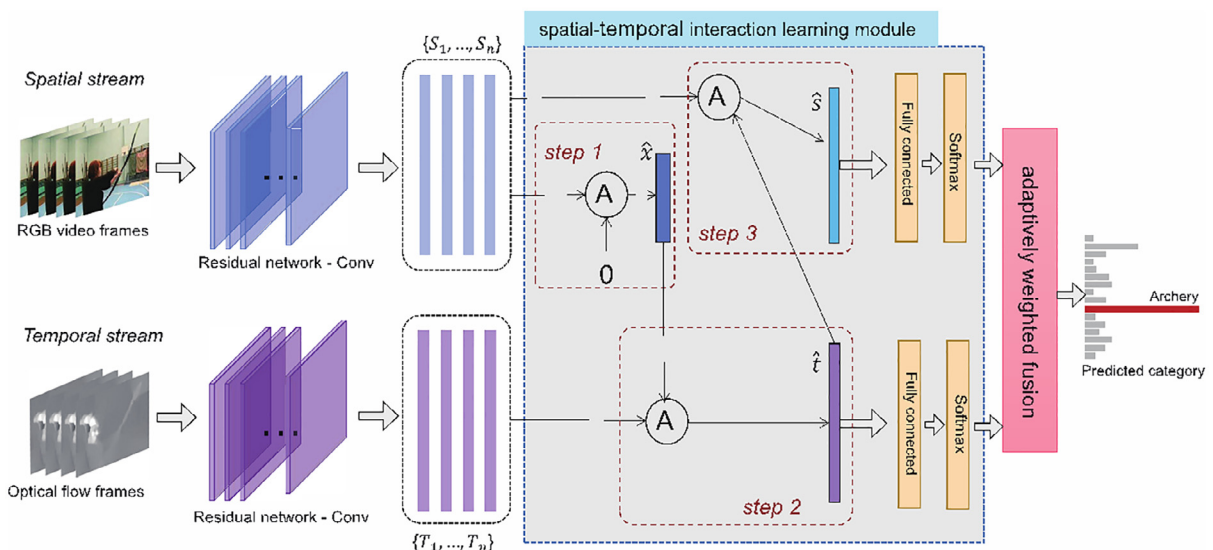 spatial-temporal interaction learning module
{S₁, ..., Sₙ}
Spatial stream
RGB video frames
Residual network - Conv
step 1
A
0
x̂
A
ŝ
step 3
Fully connected
Softmax
Temporal stream
Optical flow frames
Residual network - Conv
{T₁, ..., Tₙ}
A
t̂
step 2
Fully connected
Softmax
adaptively weighted fusion
Archery
Predicted category